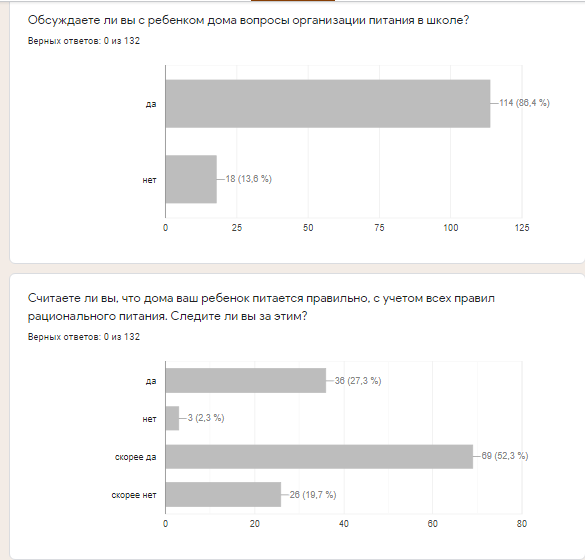 Обсуждаете ли вы с ребенком дома вопросы организации питания в школе?
Верных ответов: 0 из 132
да
114 (86,4 %)
нет
18 (13,6 %)
0 25 50 75 100 125
Считаете ли вы, что дома ваш ребенок питается правильно, с учетом всех правил
рационального питания. Следите ли вы за этим?
Верных ответов: 0 из 132
да
36 (27,3 %)
нет
3 (2,3 %)
скорее да
69 (52,3 %)
скорее нет
26 (19,7 %)
0 20 40 60 80